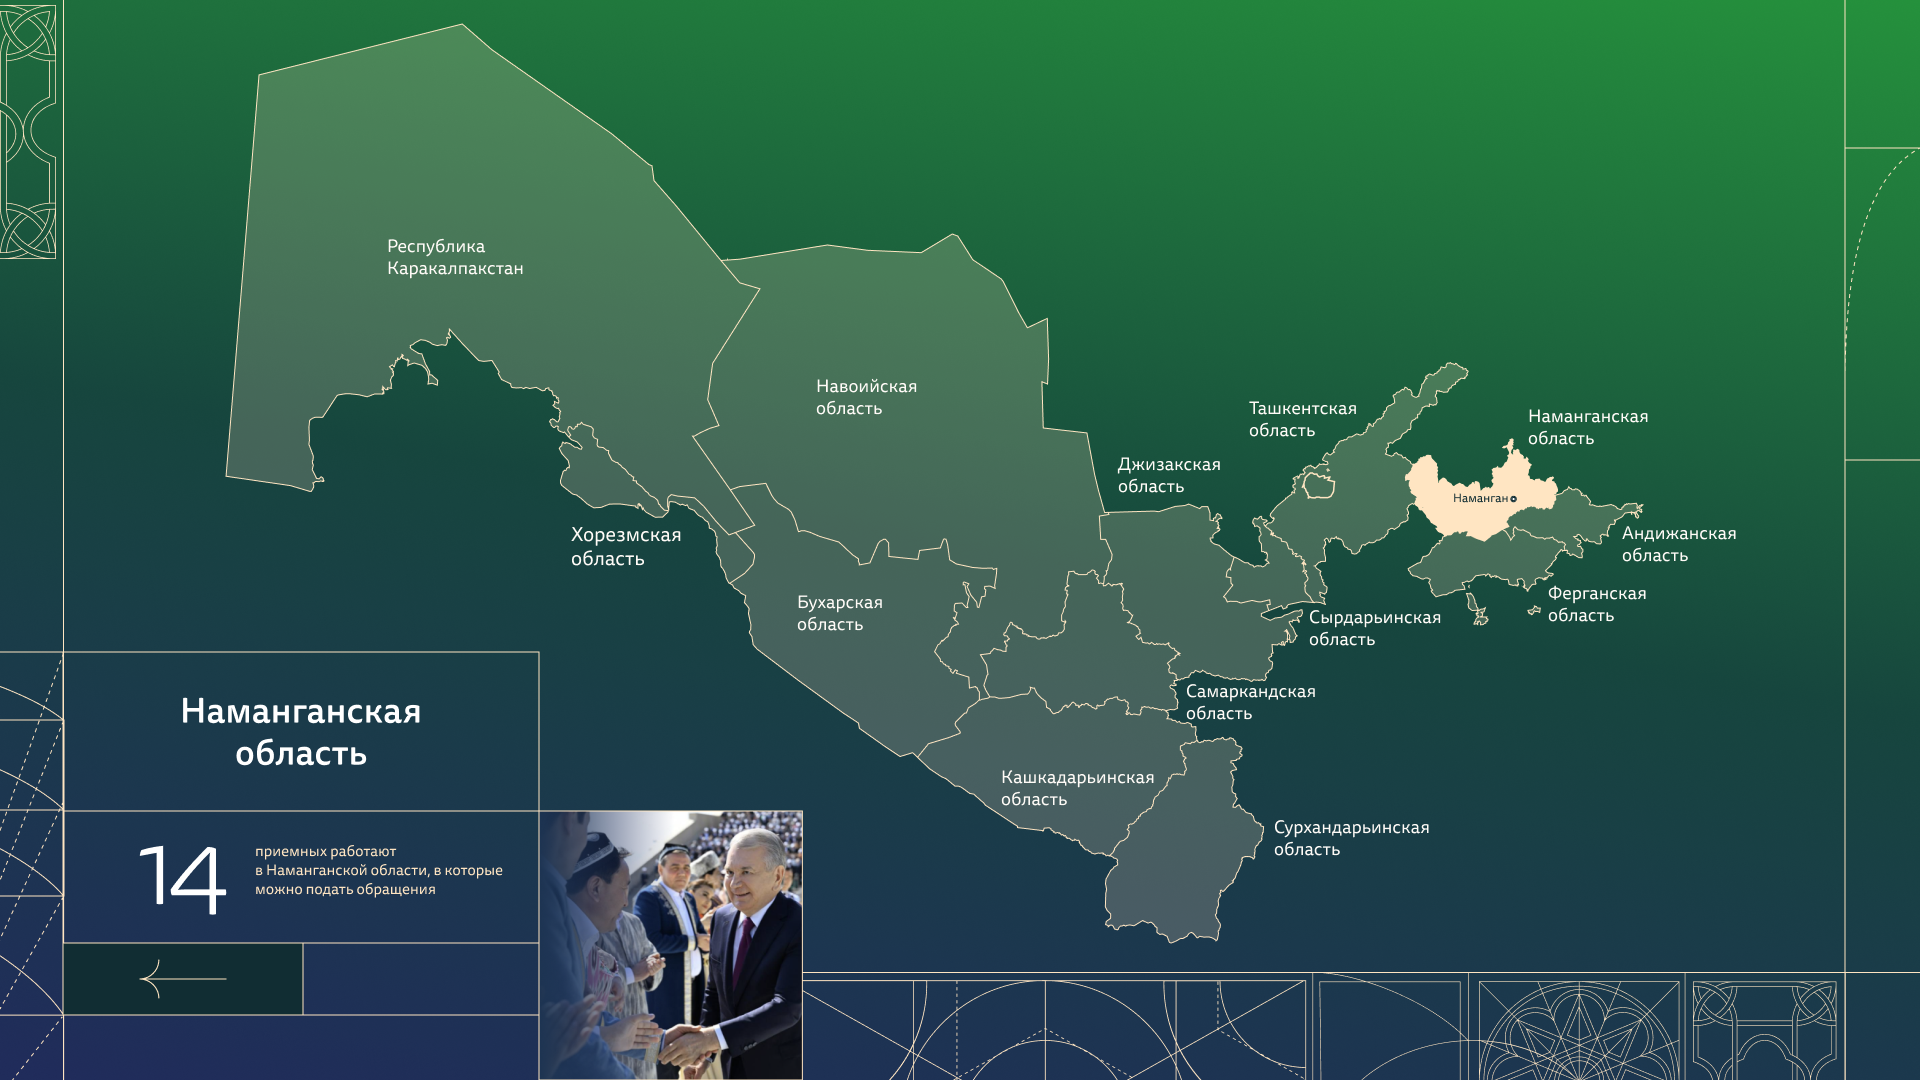 Республика
Каракалпакстан
Навоийская
область
Ташкентская
область
Наманганская
область
Джизакская
область
Наманган
Хорезмская
область
Андижанская
область
Бухарская
область
Ферганская
область
Сырдарьинская
область
Самаркандская
область
Кашкадарьинская
область
Сурхандарьинская
область
Наманганская
область
14
приемных работают
в Наманганской области, в которые
можно подать обращения